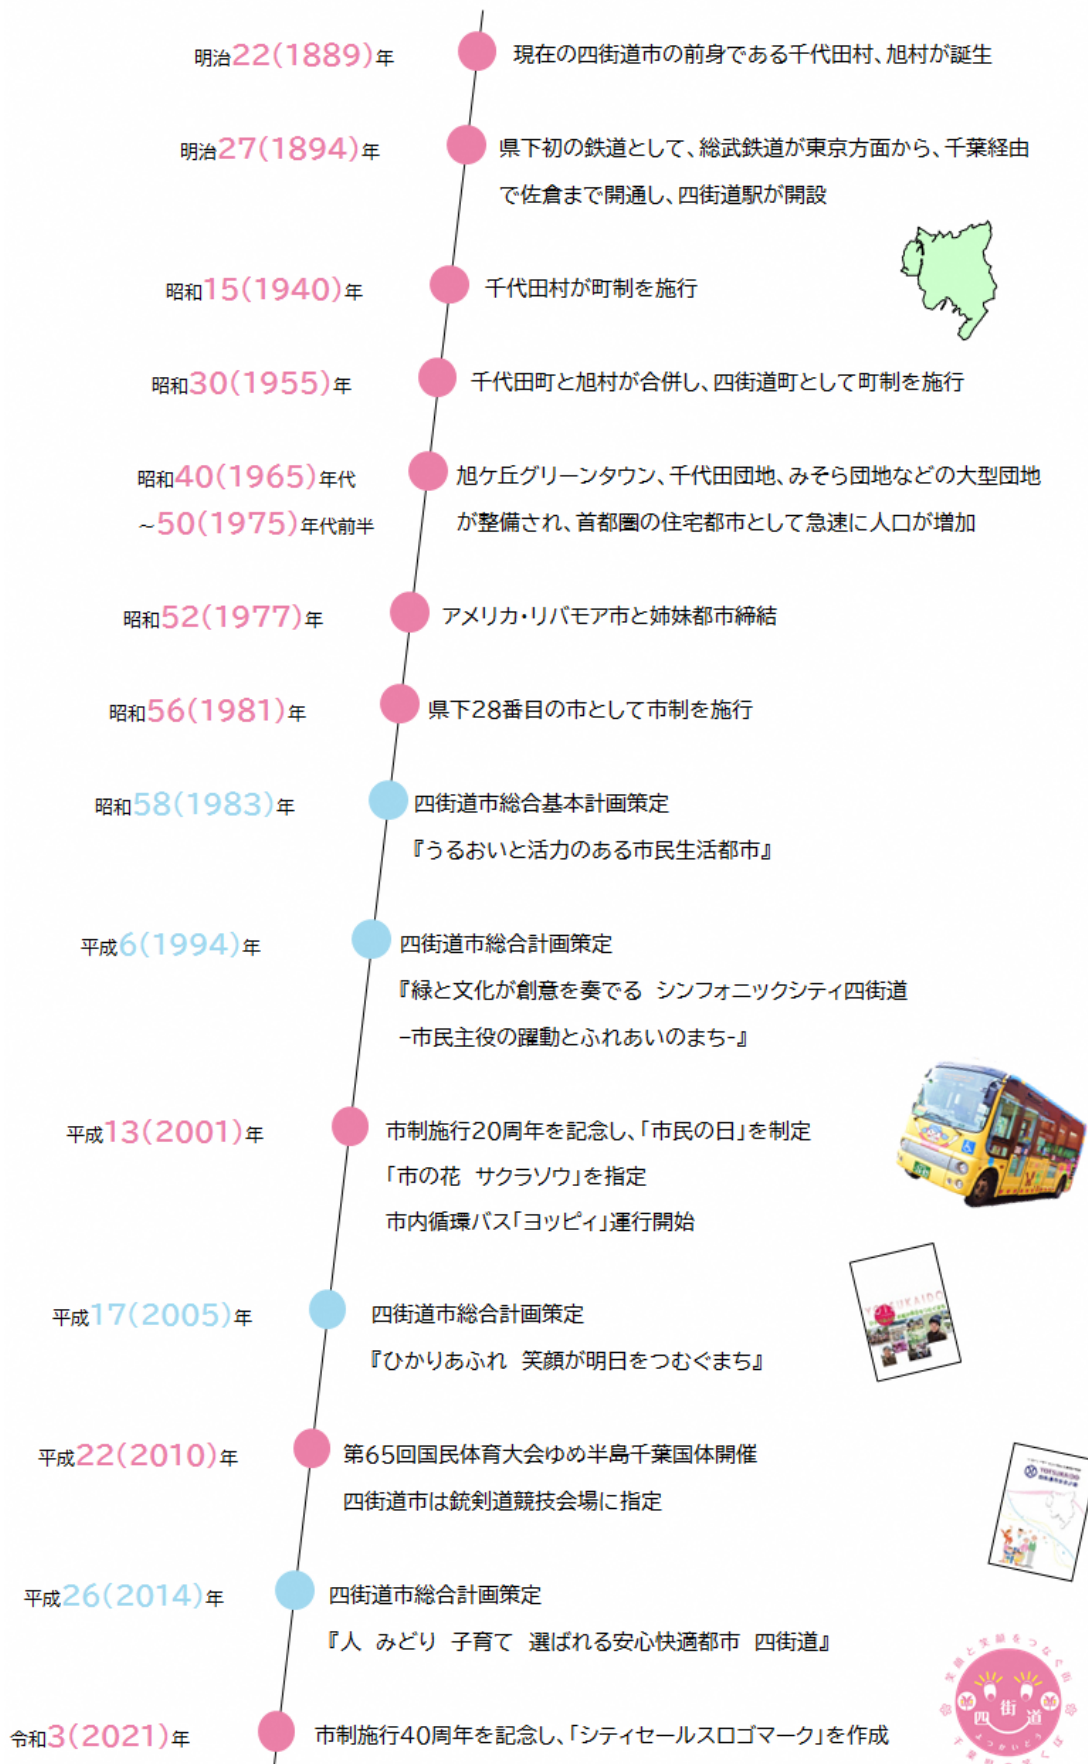 明治22(1889)年
現在の四街道市の前身である千代田村、旭村が誕生
明治27(1894)年
県下初の鉄道として、総武鉄道が東京方面から、千葉経由
で佐倉まで開通し、四街道駅が開設
昭和15(1940)年
千代田村が町制を施行
昭和30(1955)年
千代田町と旭村が合併し、四街道町として町制を施行
昭和40(1965)年代
~50(1975)年代前半
旭ケ丘グリーンタウン、千代田団地、みそら団地などの大型団地
が整備され、首都圏の住宅都市として急速に人口が増加
昭和52(1977)年
アメリカ・リバモア市と姉妹都市締結
昭和56(1981)年
県下28番目の市として市制を施行
昭和58(1983)年
四街道市総合基本計画策定
『うるおいと活力のある市民生活都市』
平成6(1994)年
四街道市総合計画策定
『緑と文化が創意を奏でる シンフォニックシティ四街道
−市民主役の躍動とふれあいのまち-』
平成13(2001)年
市制施行20周年を記念し、「市民の日」を制定
「市の花 サクラソウ」を指定
市内循環バス「ヨッピィ」運行開始
平成17(2005)年
四街道市総合計画策定
『ひかりあふれ 笑顔が明日をつむぐまち』
YOTSUKAIDO
平成22(2010)年
第65回国民体育大会ゆめ半島千葉国体開催
四街道市は銃剣道競技会場に指定
YOTSUKAIDO
平成26(2014)年
四街道市総合計画策定
『人 みどり 子育て 選ばれる安心快適都市 四街道』
笑顔と笑顔をつなぐ街
四街道
よつかいどう
令和3(2021)年
市制施行40周年を記念し、「シティセールスロゴマーク」を作成